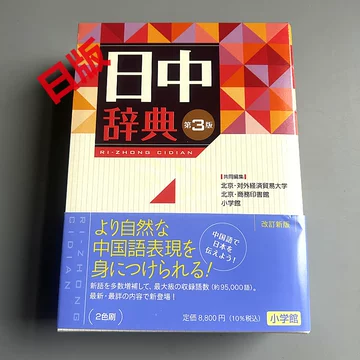 日版
日中
辞典
第3版
RI-ZHONG CIDIAN
共同編集
北京・対外経済貿易大学
北京・商務印書館
小学館
RI-ZHONG
CIDIAN
より自然な
中国語表現を
身につけられる!
中国語で
日本を
伝えよう!
改訂新版
新語を多数増補して、最大級の収録語数(約95,000語)。
最新・最詳の内容で新登場!
2色刷
定価8,800円(10%税込)
小学館